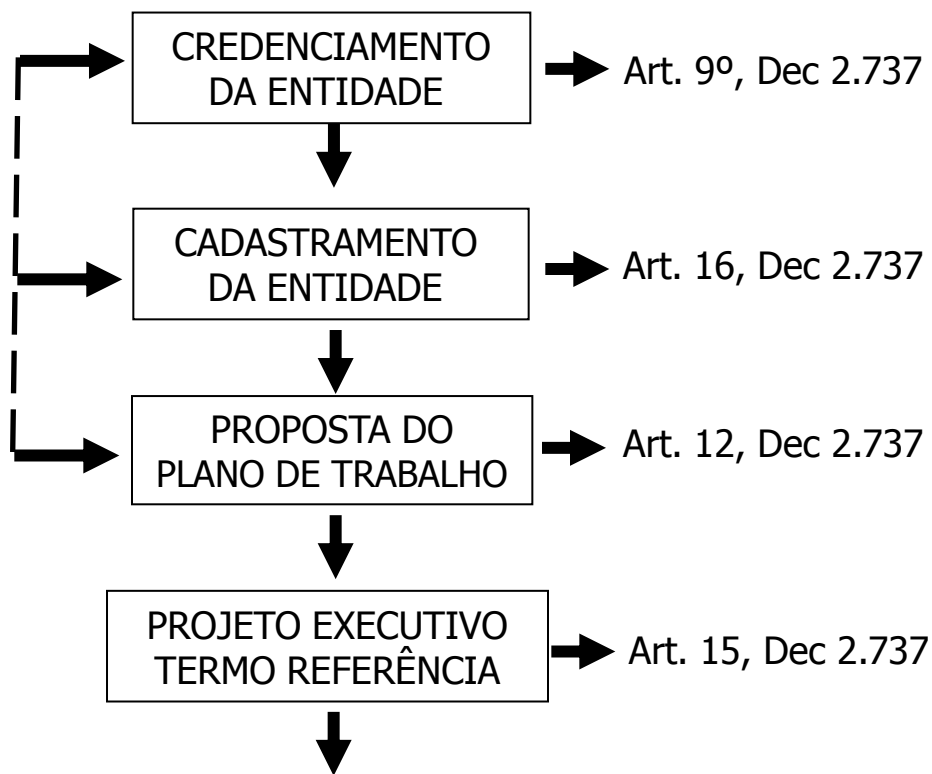 CREDENCIAMENTO
DA ENTIDADE
Art. 9º, Dec 2.737
CADASTRAMENTO
DA ENTIDADE
Art. 16, Dec 2.737
PROPOSTA DO
PLANO DE TRABALHO
Art. 12, Dec 2.737
PROJETO EXECUTIVO
TERMO REFERÊNCIA
Art. 15, Dec 2.737